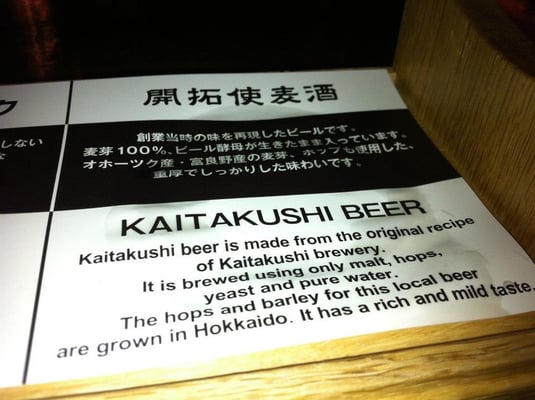 ク
しない
な
開拓使麦酒
創業当時の味を再現したビールです。
麦芽100%、ビール酵母が生きたまま入っています。
オホーツク産・富良野産の麦芽、ホップも使用した、
重厚でしっかりした味わいです。
KAITAKUSHI BEER
Kaitakushi beer is made from the original recipe
of Kaitakushi brewery.
It is brewed using only malt, hops,
yeast and pure water.
The hops and barley for this local beer
are grown in Hokkaido. It has a rich and mild taste.